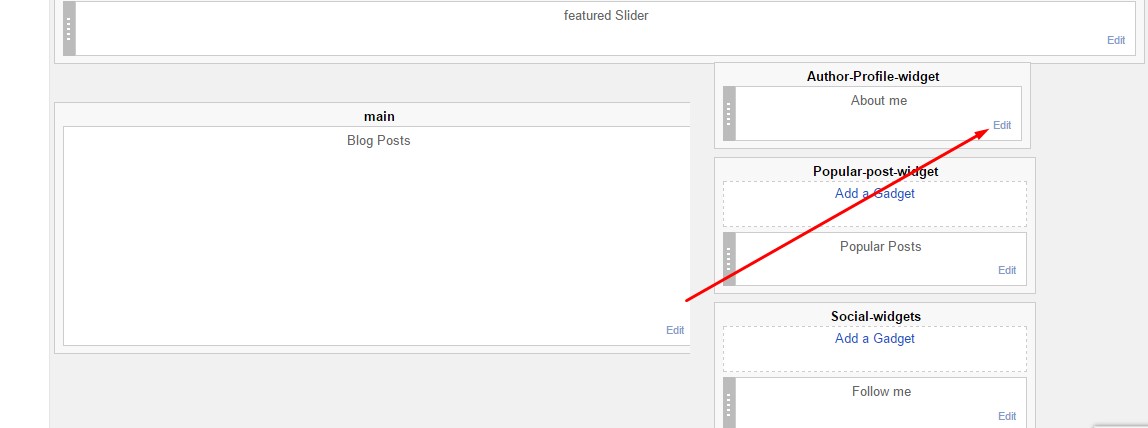 featured Slider
Edit
main
Blog Posts
Edit
Author-Profile-widget
About me
Edit
Popular-post-widget
Add a Gadget
Popular Posts
Edit
Social-widgets
Add a Gadget
Follow me
Edit